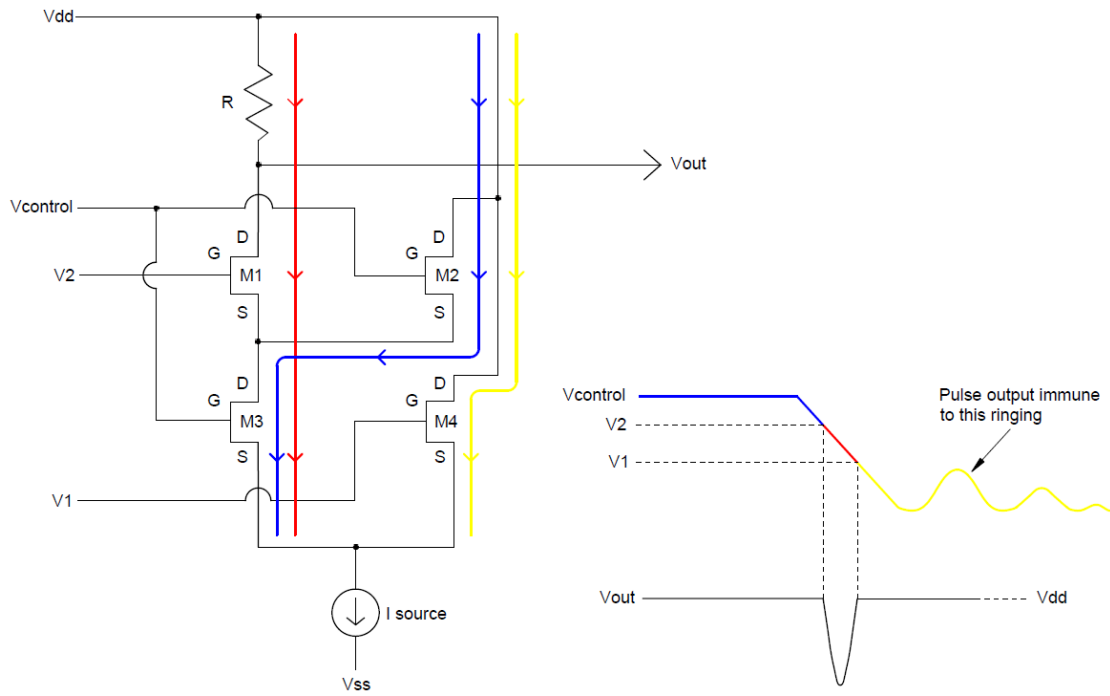 Vdd
R
Vout
Vcontrol
D
D
G
G
V2
M1
M2
S
S
D
D
G
G
M3
M4
S
S
V1
I source
Vss
Pulse output immune
to this ringing
Vcontrol
V2
V1
Vout
Vdd